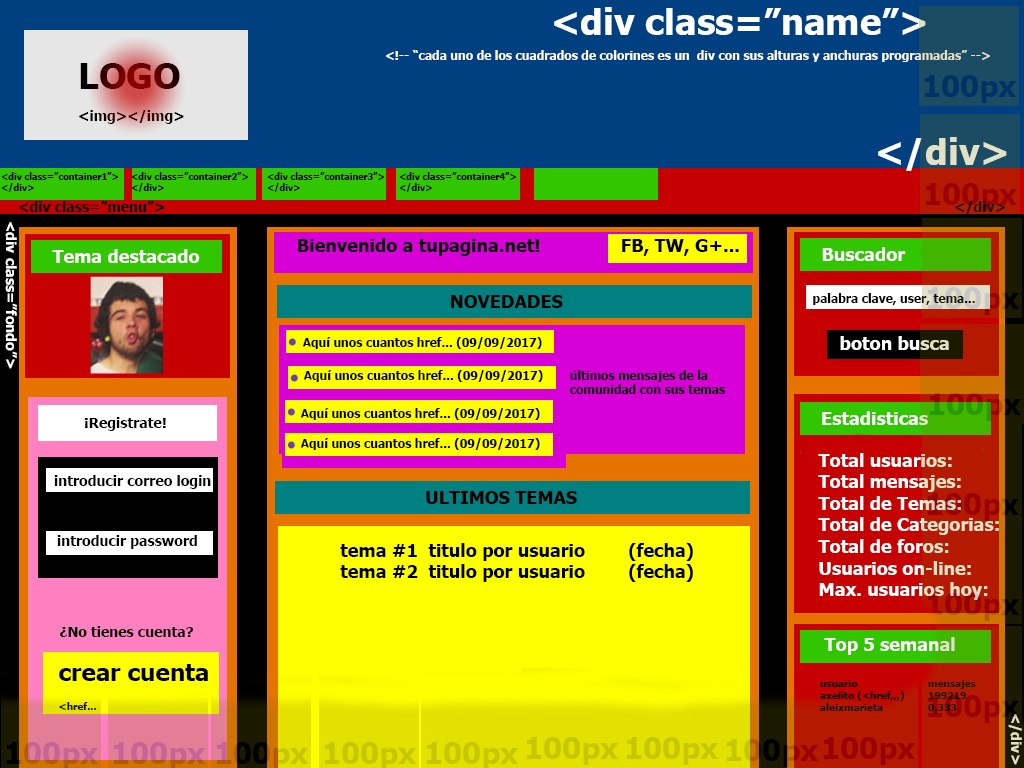 <div class=”name”>
<!-- “cada uno de los cuadrados de colorines es un  div con sus alturas y anchuras programadas” -->
100px
LOGO
<img></img>
</div>
<div class=”container1”>
</div>
<div class=”container2”>
</div>
<div class=”container3”>
</div>
<div class=”container4”>
</div>
100px
<div class=”menu”>
</div>
<div class=”fondo”>
Tema destacado
¡Registrate!
introducir correo login
introducir password
¿No tienes cuenta?
crear cuenta
<href...
Bienvenido a tupagina.net!
FB, TW, G+...
NOVEDADES
Aquí unos cuantos href... (09/09/2017)
Aquí unos cuantos href... (09/09/2017)
Aquí unos cuantos href... (09/09/2017)
Aquí unos cuantos href... (09/09/2017)
últimos mensajes de la
comunidad con sus temas
ULTIMOS TEMAS
tema #1  titulo por usuario (fecha)
tema #2  titulo por usuario (fecha)
Buscador
palabra clave, user, tema...
100px
boton busca
Estadisticas
100px
Total usuarios:
Total mensajes:
Total de Temas:
100px
Total de Categorias:
Total de foros:
Usuarios on-line:
Max. usuarios hoy:
100px
Top 5 semanal
usuario mensajes
axelito (<href,,,) 199219
aleixmarieta 0,333
100px
</div>
100px 100px 100px 100px 100px 100px 100px 100px 100px